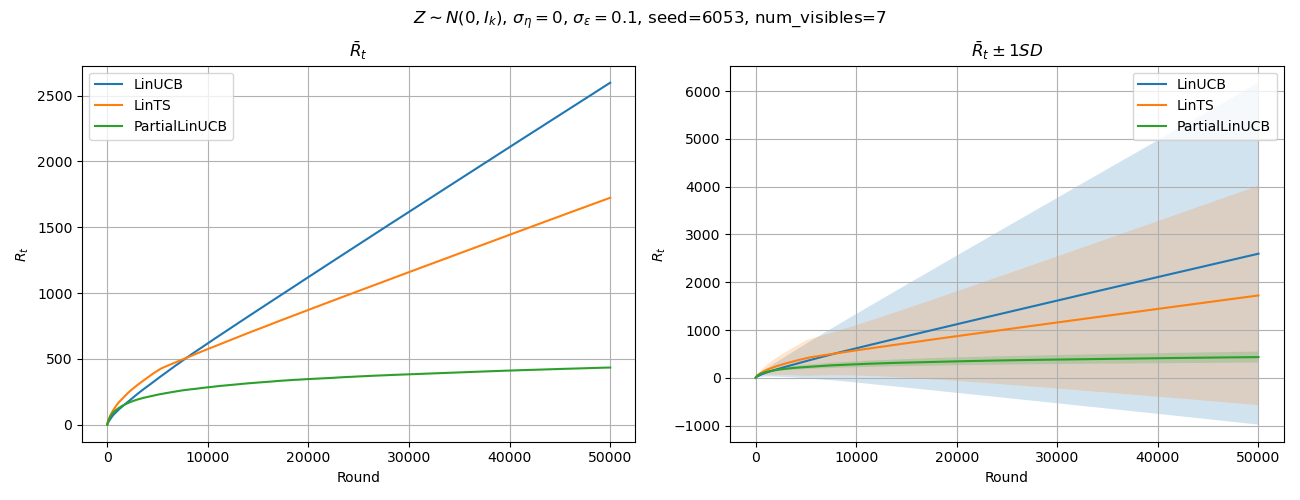 Z ∼ N(0, I_k), σ_η = 0, σ_ε = 0.1, seed=6053, num_visibles=7
R̄_t
R_t
2500
2000
1500
1000
500
0
LinUCB
LinTS
PartialLinUCB
0 10000 20000 30000 40000 50000
Round
R̄_t ± 1SD
R_t
6000
5000
4000
3000
2000
1000
0
−1000
LinUCB
LinTS
PartialLinUCB
0 10000 20000 30000 40000 50000
Round